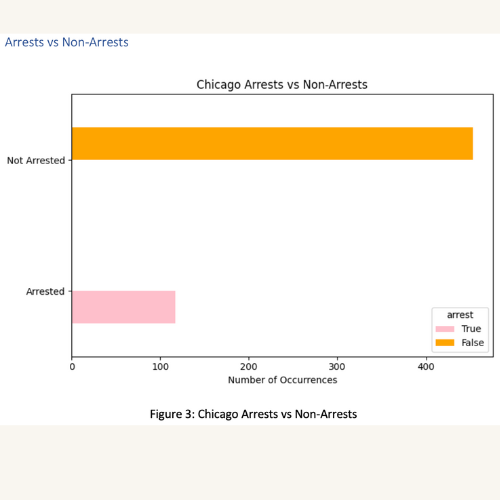 Arrests vs Non-Arrests
Chicago Arrests vs Non-Arrests
Not Arrested
Arrested
arrest
True
False
0 100 200 300 400
Number of Occurrences
Figure 3: Chicago Arrests vs Non-Arrests